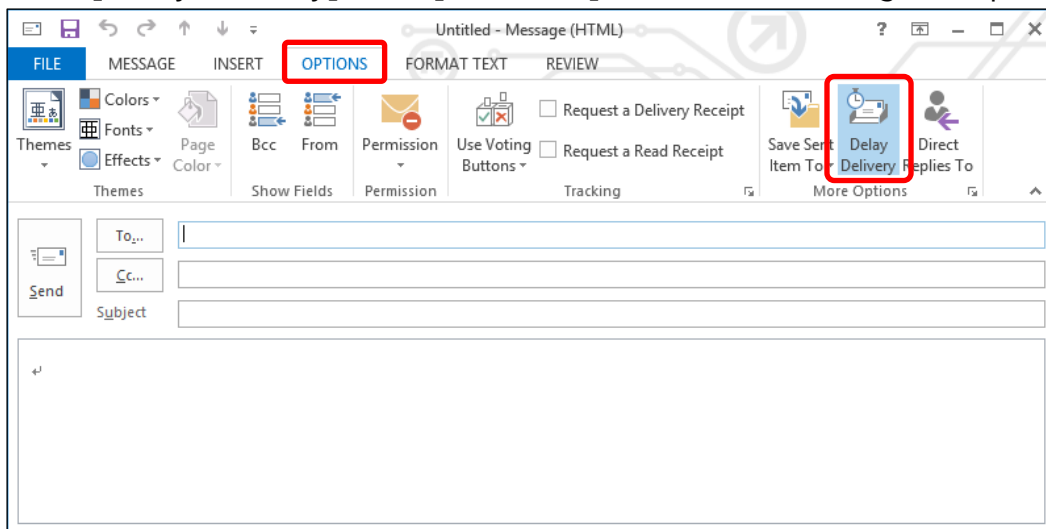 Untitled - Message (HTML)
FILE MESSAGE INSERT OPTIONS FORMAT TEXT REVIEW
Themes
Colors
Fonts
Effects
Page Color
Bcc
From
Permission
Use Voting Buttons
Request a Delivery Receipt
Request a Read Receipt
Save Sent Item To
Delay Delivery
Direct Replies To
Themes Show Fields Permission Tracking More Options
Send
To...
Cc...
Subject